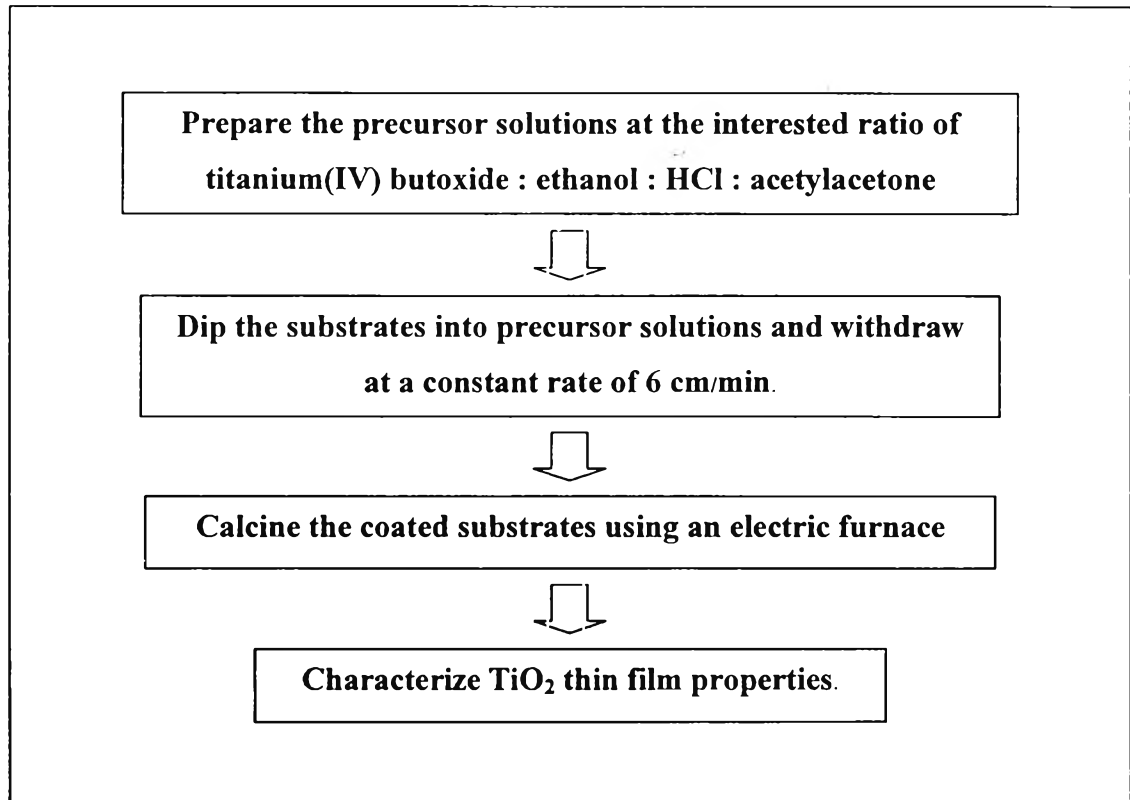 Prepare the precursor solutions at the interested ratio of
titanium(IV) butoxide : ethanol : HCl : acetylacetone
Dip the substrates into precursor solutions and withdraw
at a constant rate of 6 cm/min.
Calcine the coated substrates using an electric furnace
Characterize TiO₂ thin film properties.